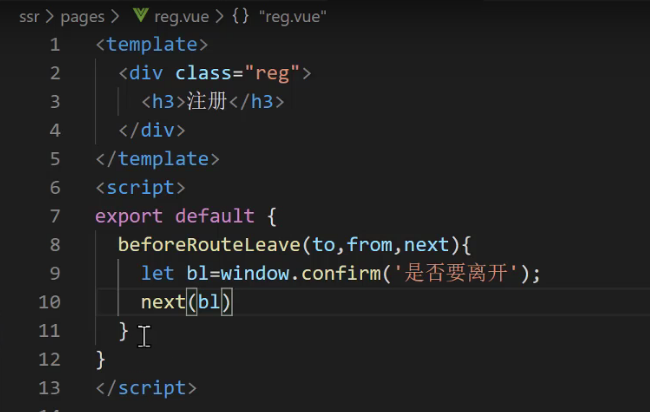 ssr > pages > reg.vue > {} "reg.vue"
1 <template>
2 <div class="reg">
3 <h3>注册</h3>
4 </div>
5 </template>
6 <script>
7 export default {
8 beforeRouteLeave(to,from,next){
9 let bl=window.confirm('是否要离开');
10 next(bl)
11 }
12 }
13 </script>